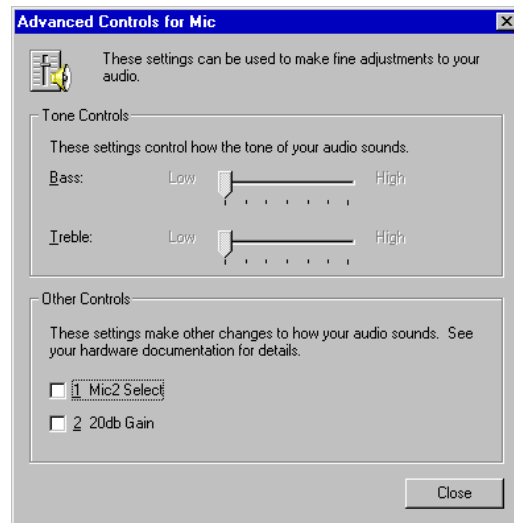 Advanced Controls for Mic
These settings can be used to make fine adjustments to your
audio.
Tone Controls
These settings control how the tone of your audio sounds.
Bass: Low High
Treble: Low High
Other Controls
These settings make other changes to how your audio sounds. See
your hardware documentation for details.
1 Mic2 Select
2 20db Gain
Close